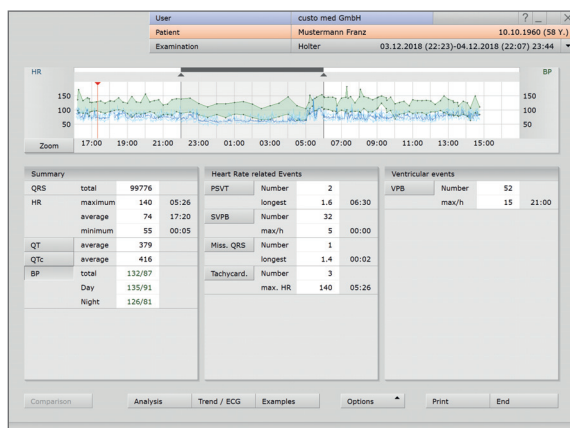 User custo med GmbH ? _ X
Patient Mustermann Franz 10.10.1960 (58 Y.)
Examination Holter 03.12.2018 (22:23)-04.12.2018 (22:07) 23:44
HR BP
150 150
100 100
50 50
Zoom 17:00 19:00 21:00 23:00 01:00 03:00 05:00 07:00 09:00 11:00 13:00 15:00
Summary Heart Rate related Events Ventricular events
QRS total 99776 PSVT Number 2 VPB Number 52
HR maximum 140 05:26 longest 1.6 06:30 max/h 15 21:00
average 74 17:20 SVPB Number 32
minimum 55 00:05 max/h 5 00:00
QT average 379 Miss. QRS Number 1
QTc average 416 longest 1.4 00:02
BP total 132/87 Tachycard. Number 3
Day 135/91 max. HR 140 05:26
Night 126/81
Comparison Analysis Trend / ECG Examples Options Print End